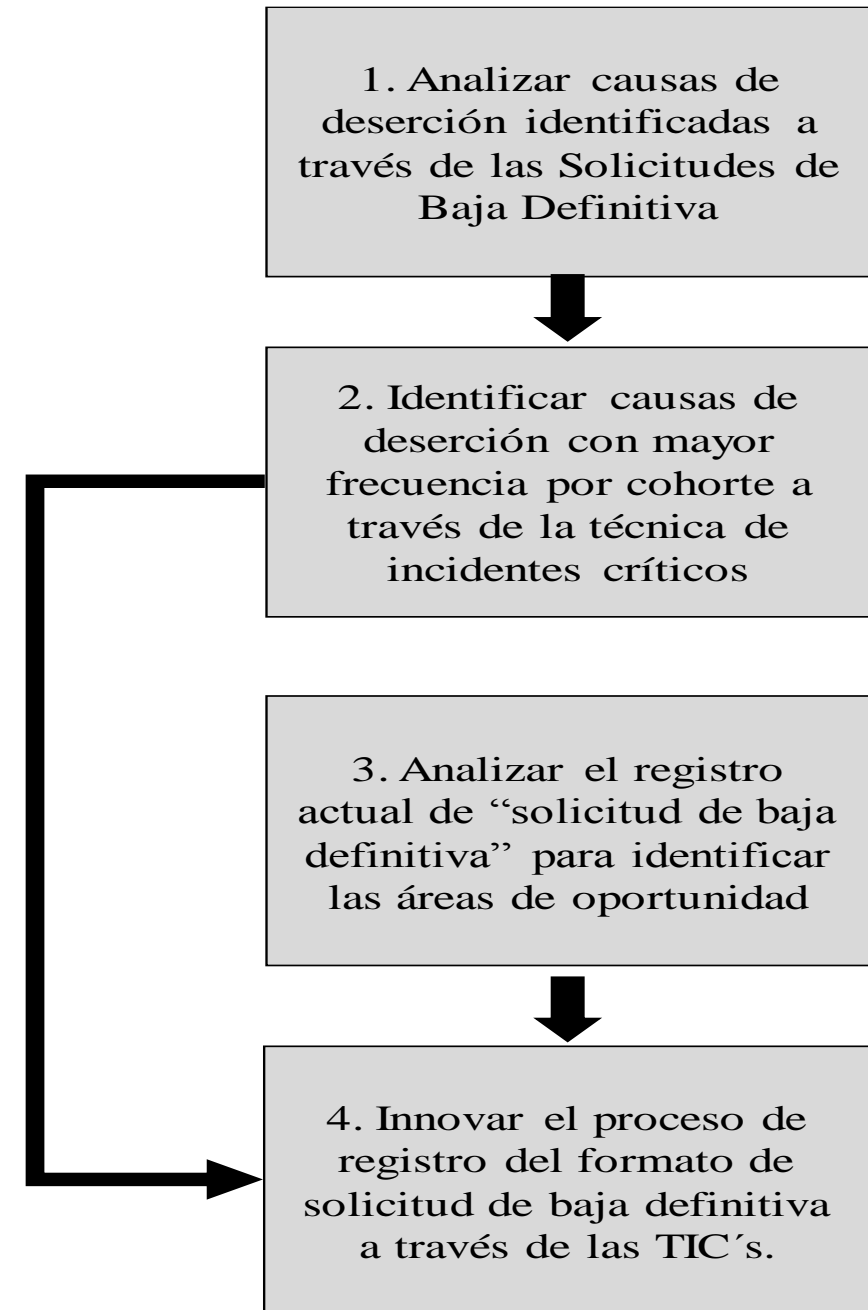 1. Analizar causas de
deserción identificadas a
través de las Solicitudes de
Baja Definitiva
2. Identificar causas de
deserción con mayor
frecuencia por cohorte a
través de la técnica de
incidentes críticos
3. Analizar el registro
actual de “solicitud de baja
definitiva” para identificar
las áreas de oportunidad
4. Innovar el proceso de
registro del formato de
solicitud de baja definitiva
a través de las TIC´s.